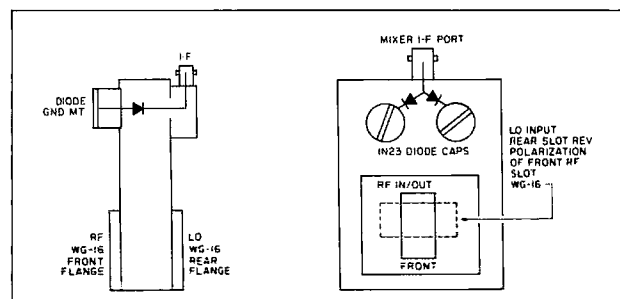 I-F
DIODE
GND MT
RF
WG-16
FRONT
FLANGE
LO
WG-16
REAR
FLANGE
MIXER I-F PORT
IN23 DIODE CAPS
LO INPUT
REAR SLOT REV
POLARIZATION
OF FRONT RF
SLOT
WG-16
RF IN/OUT
FRONT